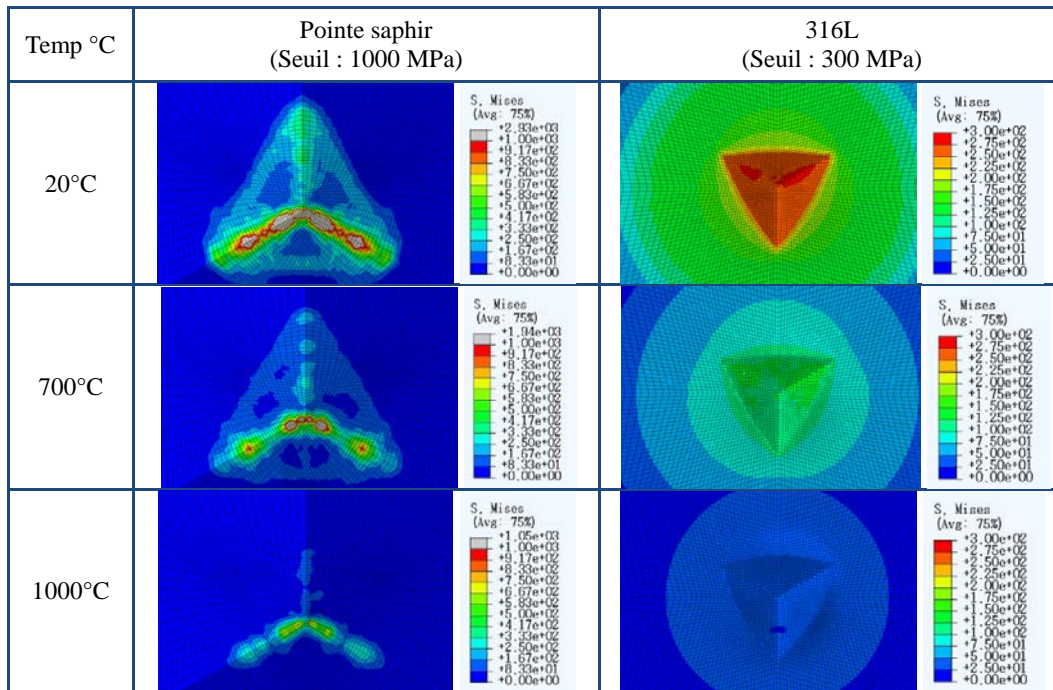 Temp °C
Pointe saphir
(Seuil : 1000 MPa)
316L
(Seuil : 300 MPa)
20°C
S, Mises
(Avg: 75%)
+2.93e+03
+1.00e+03
+9.17e+02
+8.33e+02
+7.50e+02
+6.67e+02
+5.83e+02
+5.00e+02
+4.17e+02
+3.33e+02
+2.50e+02
+1.67e+02
+8.33e+01
+0.00e+00
S, Mises
(Avg: 75%)
+3.00e+02
+2.75e+02
+2.50e+02
+2.25e+02
+2.00e+02
+1.75e+02
+1.50e+02
+1.25e+02
+1.00e+02
+7.50e+01
+5.00e+01
+2.50e+01
+0.00e+00
700°C
S, Mises
(Avg: 75%)
+1.94e+03
+1.00e+03
+9.17e+02
+8.33e+02
+7.50e+02
+6.67e+02
+5.83e+02
+5.00e+02
+4.17e+02
+3.33e+02
+2.50e+02
+1.67e+02
+8.33e+01
+0.00e+00
S, Mises
(Avg: 75%)
+3.00e+02
+2.75e+02
+2.50e+02
+2.25e+02
+2.00e+02
+1.75e+02
+1.50e+02
+1.25e+02
+1.00e+02
+7.50e+01
+5.00e+01
+2.50e+01
+0.00e+00
1000°C
S, Mises
(Avg: 75%)
+1.05e+03
+1.00e+03
+9.17e+02
+8.33e+02
+7.50e+02
+6.67e+02
+5.83e+02
+5.00e+02
+4.17e+02
+3.33e+02
+2.50e+02
+1.67e+02
+8.33e+01
+0.00e+00
S, Mises
(Avg: 75%)
+3.00e+02
+2.75e+02
+2.50e+02
+2.25e+02
+2.00e+02
+1.75e+02
+1.50e+02
+1.25e+02
+1.00e+02
+7.50e+01
+5.00e+01
+2.50e+01
+0.00e+00